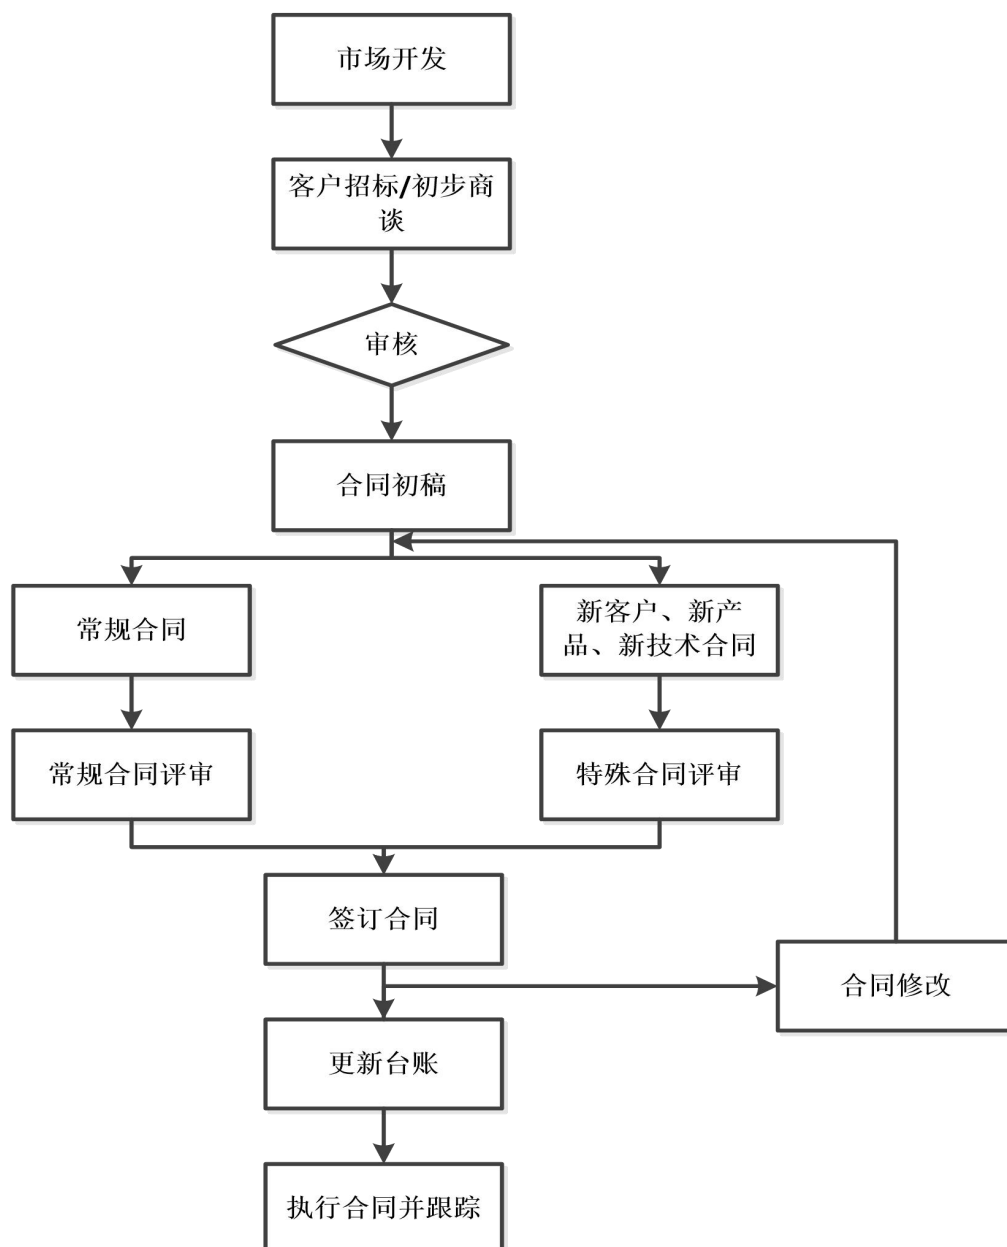 市场开发
客户招标/初步商
谈
审核
合同初稿
常规合同
新客户、新产
品、新技术合同
常规合同评审
特殊合同评审
签订合同
合同修改
更新台账
执行合同并跟踪